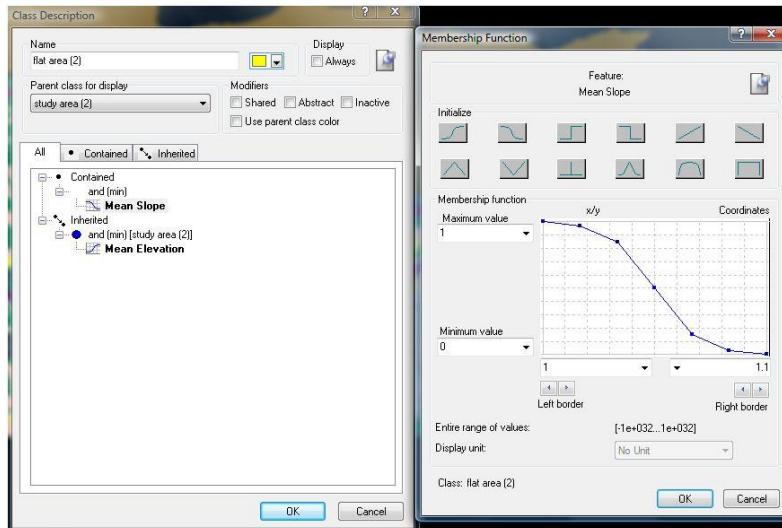 Class Description
Name
flat area (2)
Display
Always
Parent class for display
study area (2)
Modifiers
Shared Abstract Inactive
Use parent class color
All Contained Inherited
Contained
and (min)
Mean Slope
Inherited
and (min) [study area (2)]
Mean Elevation
OK Cancel
Membership Function
Feature:
Mean Slope
Initialize
Membership function
Maximum value x/y Coordinates
1
Minimum value
0
1 1.1
Left border Right border
Entire range of values: [-1e+032...1e+032]
Display unit: No Unit
Class: flat area (2)
OK Cancel